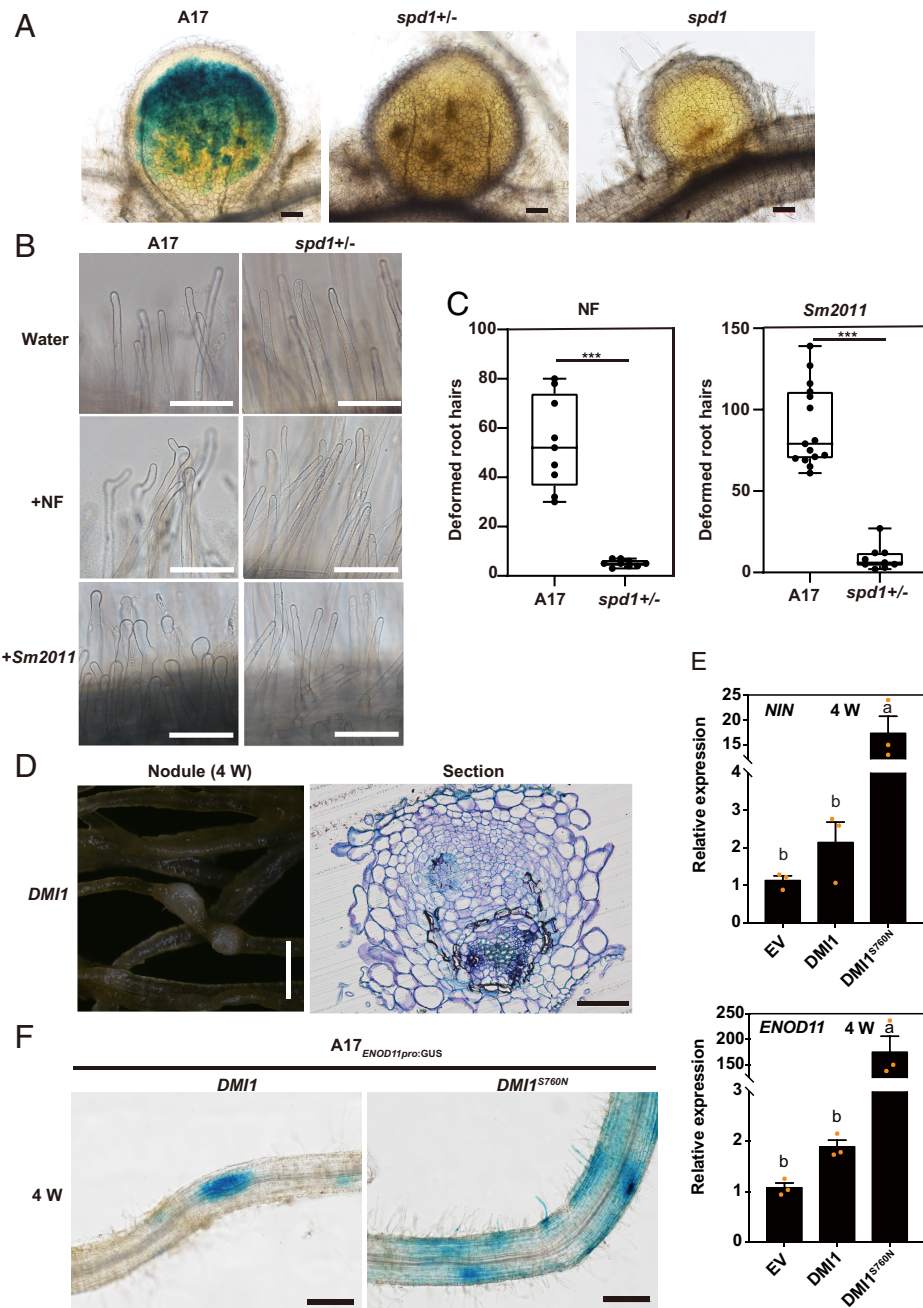 A
A17
spd1+/-
spd1
B
A17
spd1+/-
Water
+NF
+Sm2011
C
NF
Deformed root hairs
100
80
60
40
20
0
***
A17
spd1+/-
Sm2011
Deformed root hairs
150
100
50
0
***
A17
spd1+/-
D
Nodule (4 W)
Section
DMI1
E
NIN
4 W
Relative expression
25
20
15
10
4
3
2
1
0
b
b
a
EV
DMI1
DMI1S760N
ENOD11
4 W
Relative expression
250
200
150
100
3
2
1
0
b
b
a
EV
DMI1
DMI1S760N
F
A17ENOD11pro:GUS
DMI1
DMI1S760N
4 W